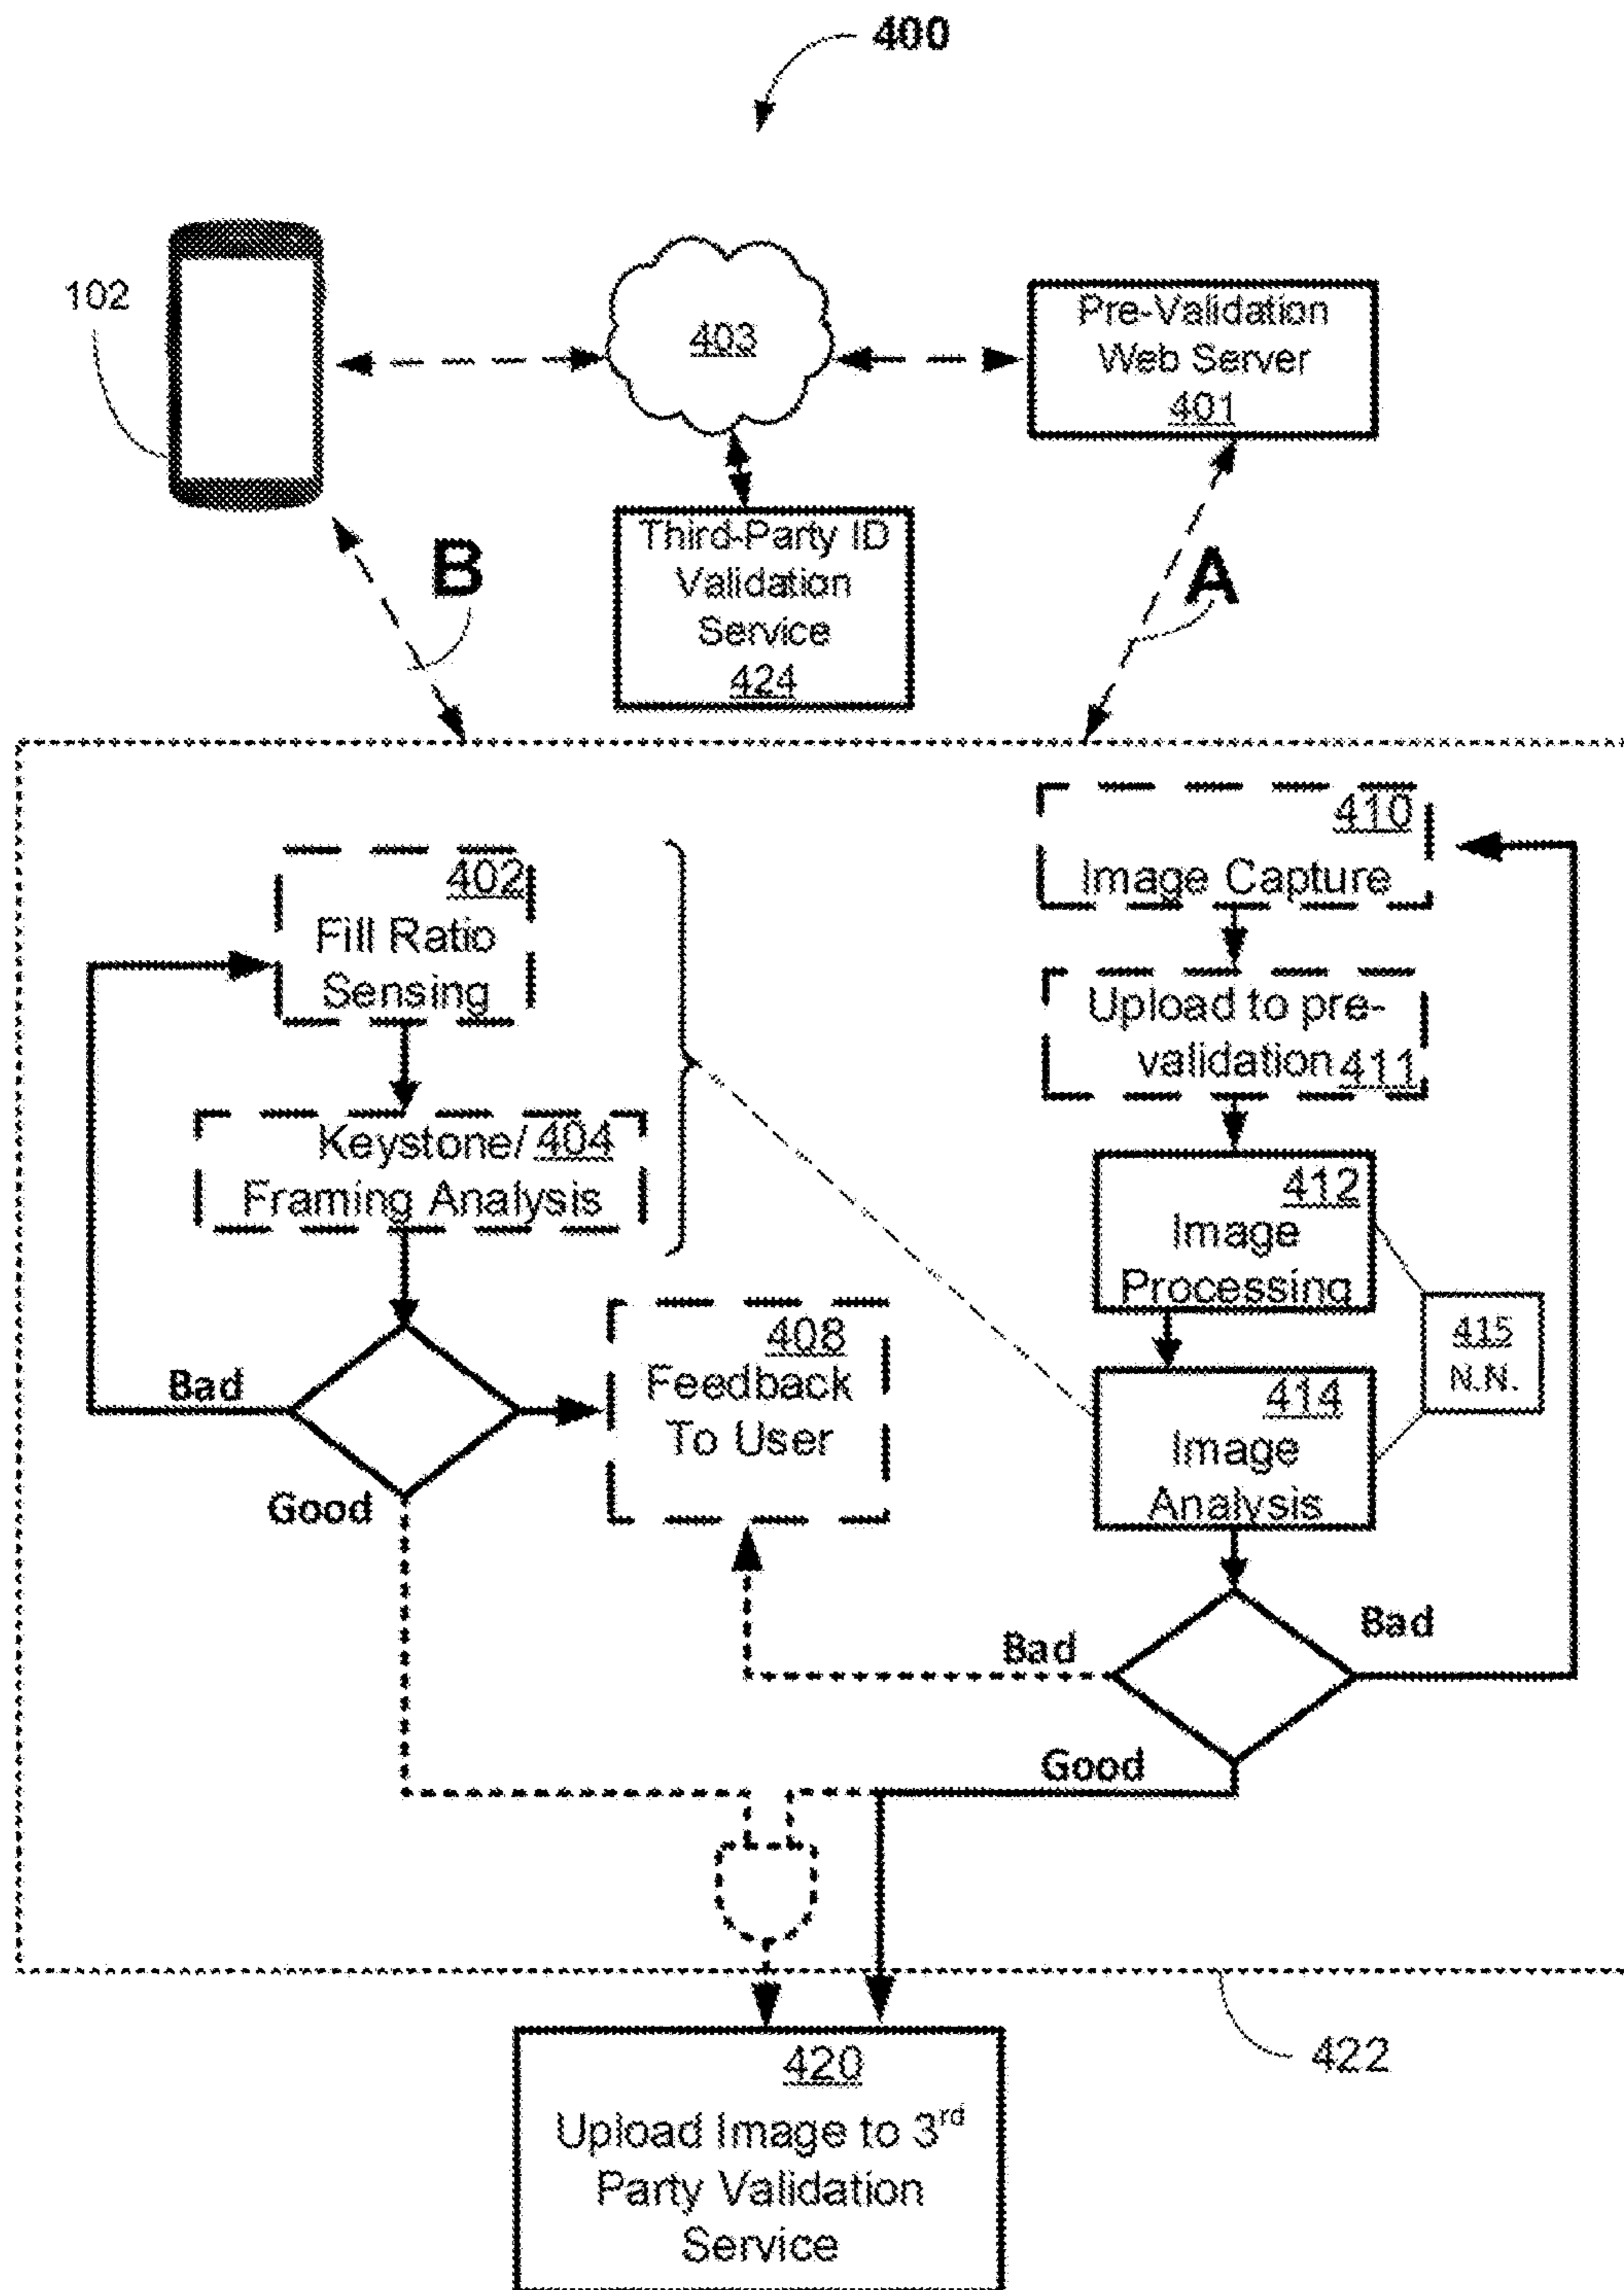 400
102
403
Pre-Validation
Web Server
401
B
Third-Party ID
Validation
Service
424
A
402
Fill Ratio
Sensing
410
Image Capture
Upload to pre-
validation 411
Keystone/ 404
Framing Analysis
412
Image
Processing
415
N.N.
408
Feedback
To User
414
Image
Analysis
Bad
Good
Bad
Bad
Good
422
420
Upload Image to 3rd
Party Validation
Service